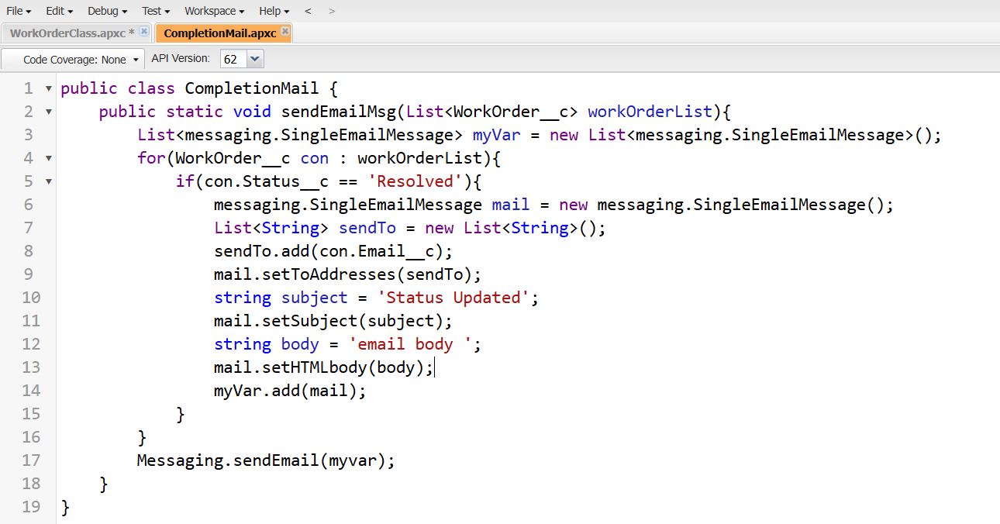 File Edit Debug Test Workspace Help < >
WorkOrderClass.apxc * CompletionMail.apxc
Code Coverage: None API Version: 62
1 public class CompletionMail {
2 public static void sendEmailMsg(List<WorkOrder__c> workOrderList){
3 List<messaging.SingleEmailMessage> myVar = new List<messaging.SingleEmailMessage>();
4 for(WorkOrder__c con : workOrderList){
5 if(con.Status__c == 'Resolved'){
6 messaging.SingleEmailMessage mail = new messaging.SingleEmailMessage();
7 List<String> sendTo = new List<String>();
8 sendTo.add(con.Email__c);
9 mail.setToAddresses(sendTo);
10 string subject = 'Status Updated';
11 mail.setSubject(subject);
12 string body = 'email body ';
13 mail.setHTMLbody(body);
14 myVar.add(mail);
15 }
16 }
17 Messaging.sendEmail(myvar);
18 }
19 }